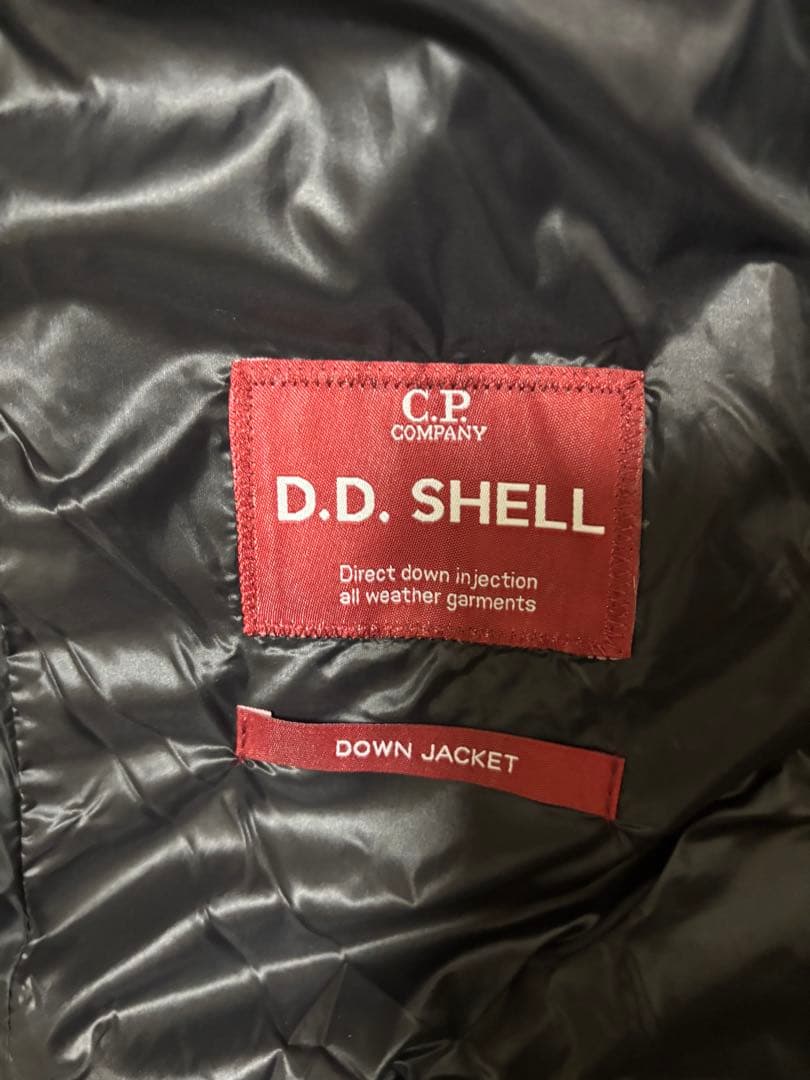 C.P.
COMPANY
D.D. SHELL
Direct down injection
all weather garments
DOWN JACKET